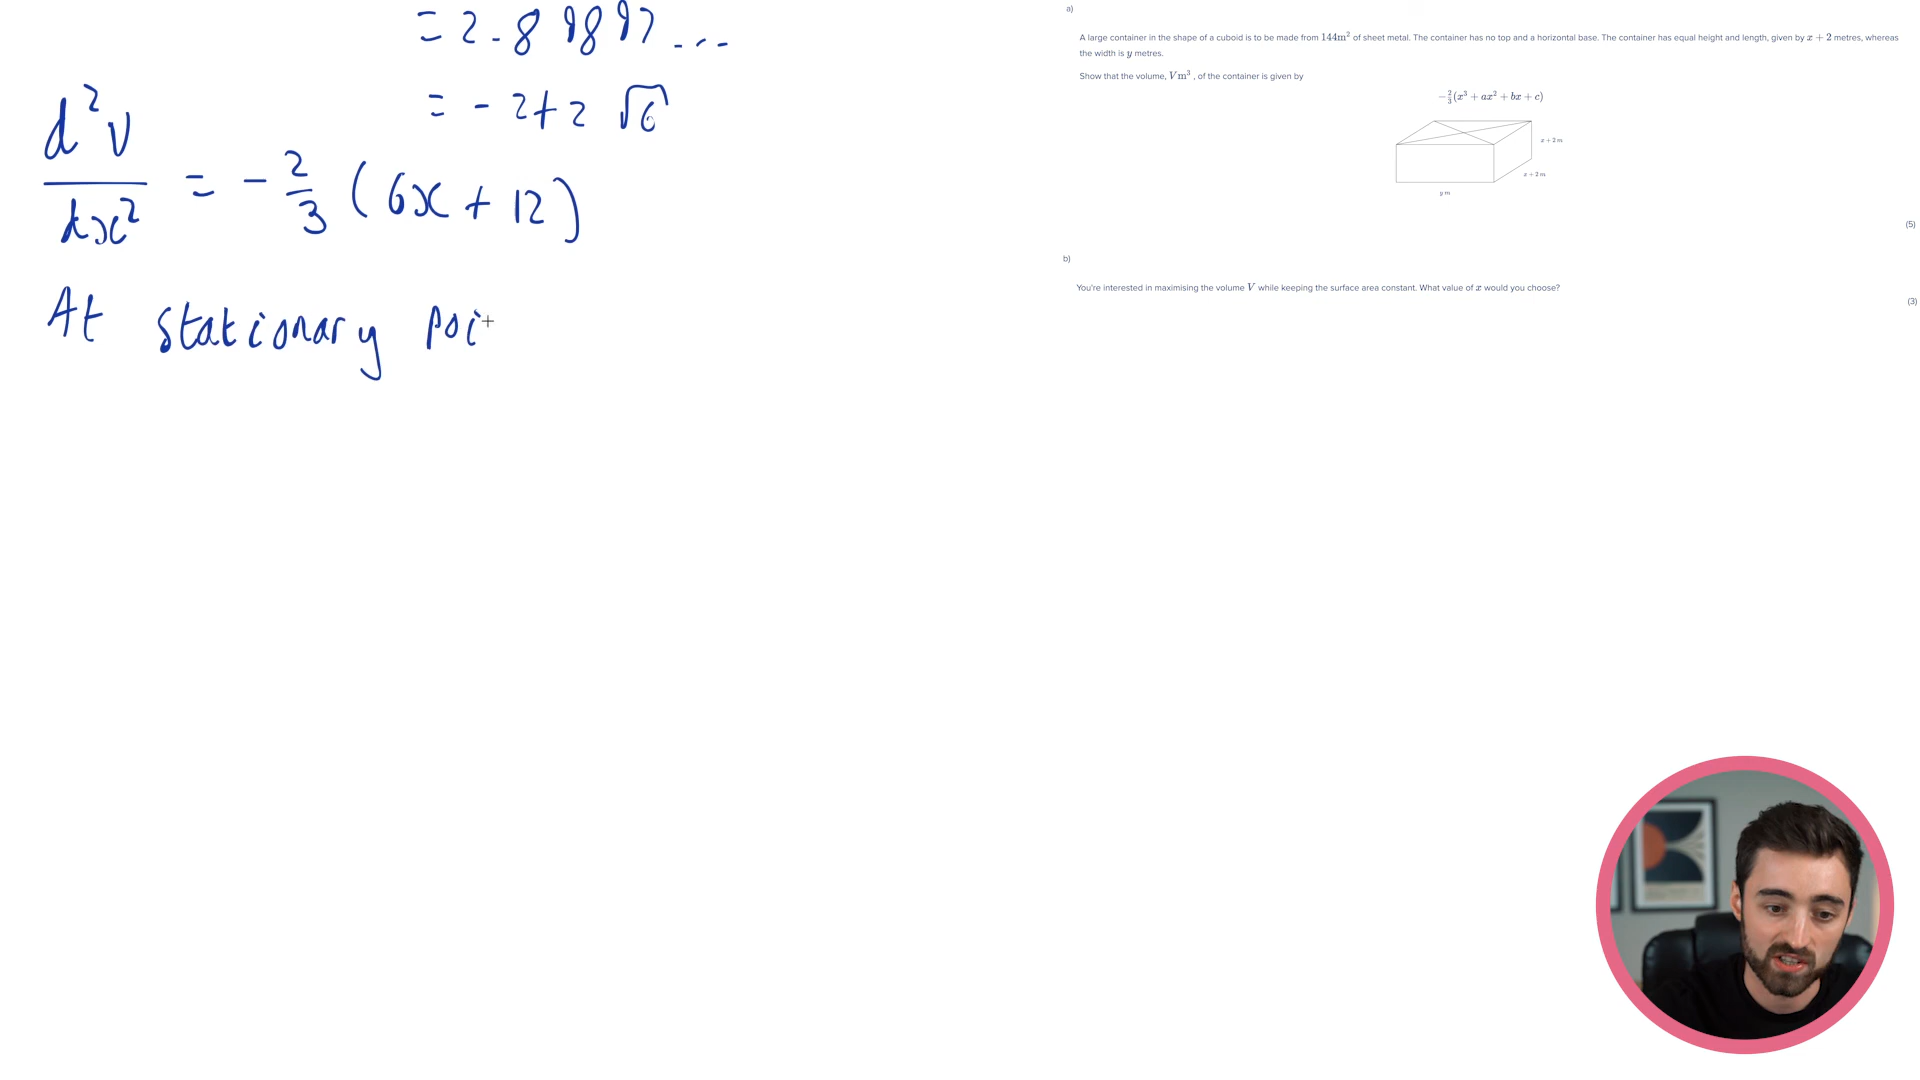 = 2.89897...
= -2+2√6
d²V/dx² = -2/3 (6x + 12)
At stationary poi
a)
A large container in the shape of a cuboid is to be made from 144m² of sheet metal. The container has no top and a horizontal base. The container has equal height and length, given by x + 2 metres, whereas
the width is y metres.
Show that the volume, V m³ , of the container is given by
-2/3(x³ + ax² + bx + c)
x + 2 m
x + 2 m
y m
(5)
b)
You're interested in maximising the volume V while keeping the surface area constant. What value of x would you choose?
(3)